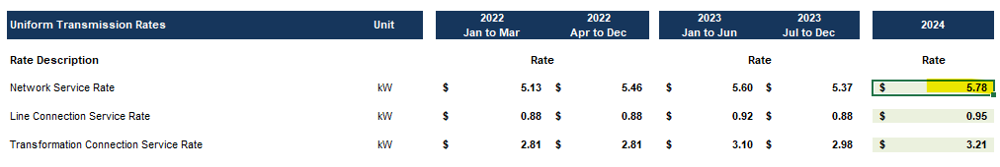 Uniform Transmission Rates Unit 2022 Jan to Mar 2022 Apr to Dec 2023 Jan to Jun 2023 Jul to Dec 2024
Rate Description Rate Rate Rate
Network Service Rate kW $ 5.13 $ 5.46 $ 5.60 $ 5.37 $ 5.78
Line Connection Service Rate kW $ 0.88 $ 0.88 $ 0.92 $ 0.88 $ 0.95
Transformation Connection Service Rate kW $ 2.81 $ 2.81 $ 3.10 $ 2.98 $ 3.21